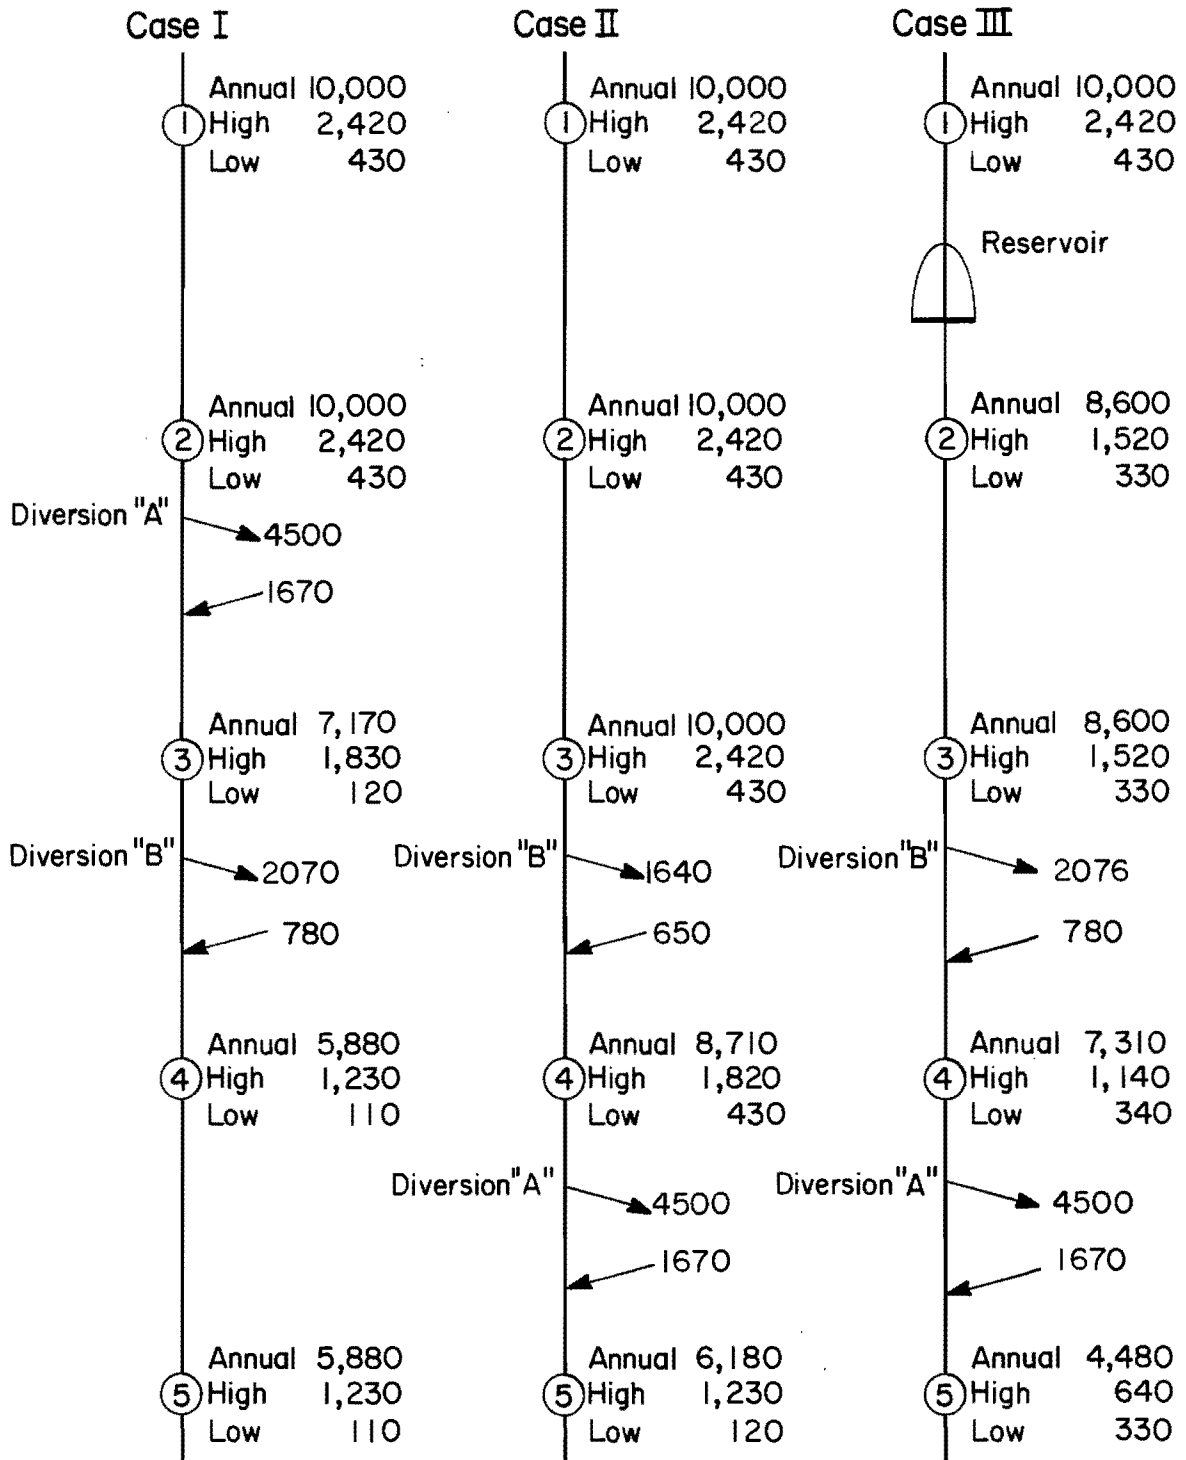 Case I
① Annual 10,000
High 2,420
Low 430
② Annual 10,000
High 2,420
Low 430
Diversion "A"
4500
1670
③ Annual 7,170
High 1,830
Low 120
Diversion "B"
2070
780
④ Annual 5,880
High 1,230
Low 110
⑤ Annual 5,880
High 1,230
Low 110
Case II
① Annual 10,000
High 2,420
Low 430
② Annual 10,000
High 2,420
Low 430
③ Annual 10,000
High 2,420
Low 430
Diversion "B"
1640
650
④ Annual 8,710
High 1,820
Low 430
Diversion "A"
4500
1670
⑤ Annual 6,180
High 1,230
Low 120
Case III
① Annual 10,000
High 2,420
Low 430
Reservoir
② Annual 8,600
High 1,520
Low 330
③ Annual 8,600
High 1,520
Low 330
Diversion "B"
2076
780
④ Annual 7,310
High 1,140
Low 340
Diversion "A"
4500
1670
⑤ Annual 4,480
High 640
Low 330